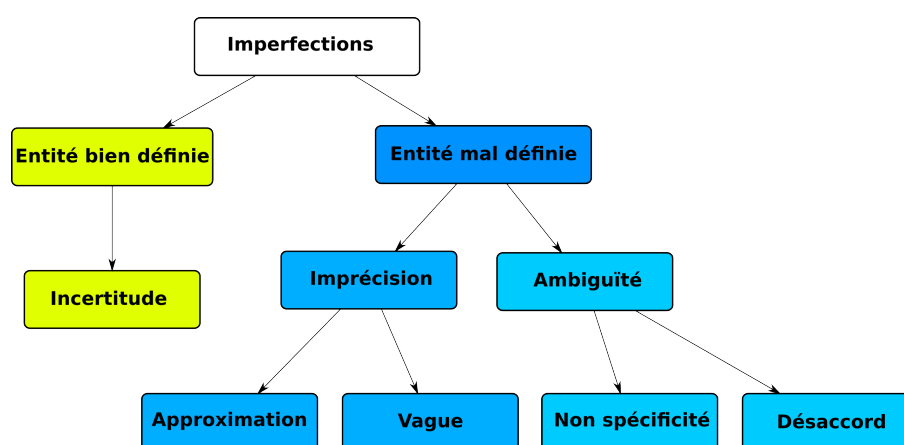 Imperfections
Entité bien définie
Entité mal définie
Incertitude
Imprécision
Ambiguïté
Approximation
Vague
Non spécificité
Désaccord